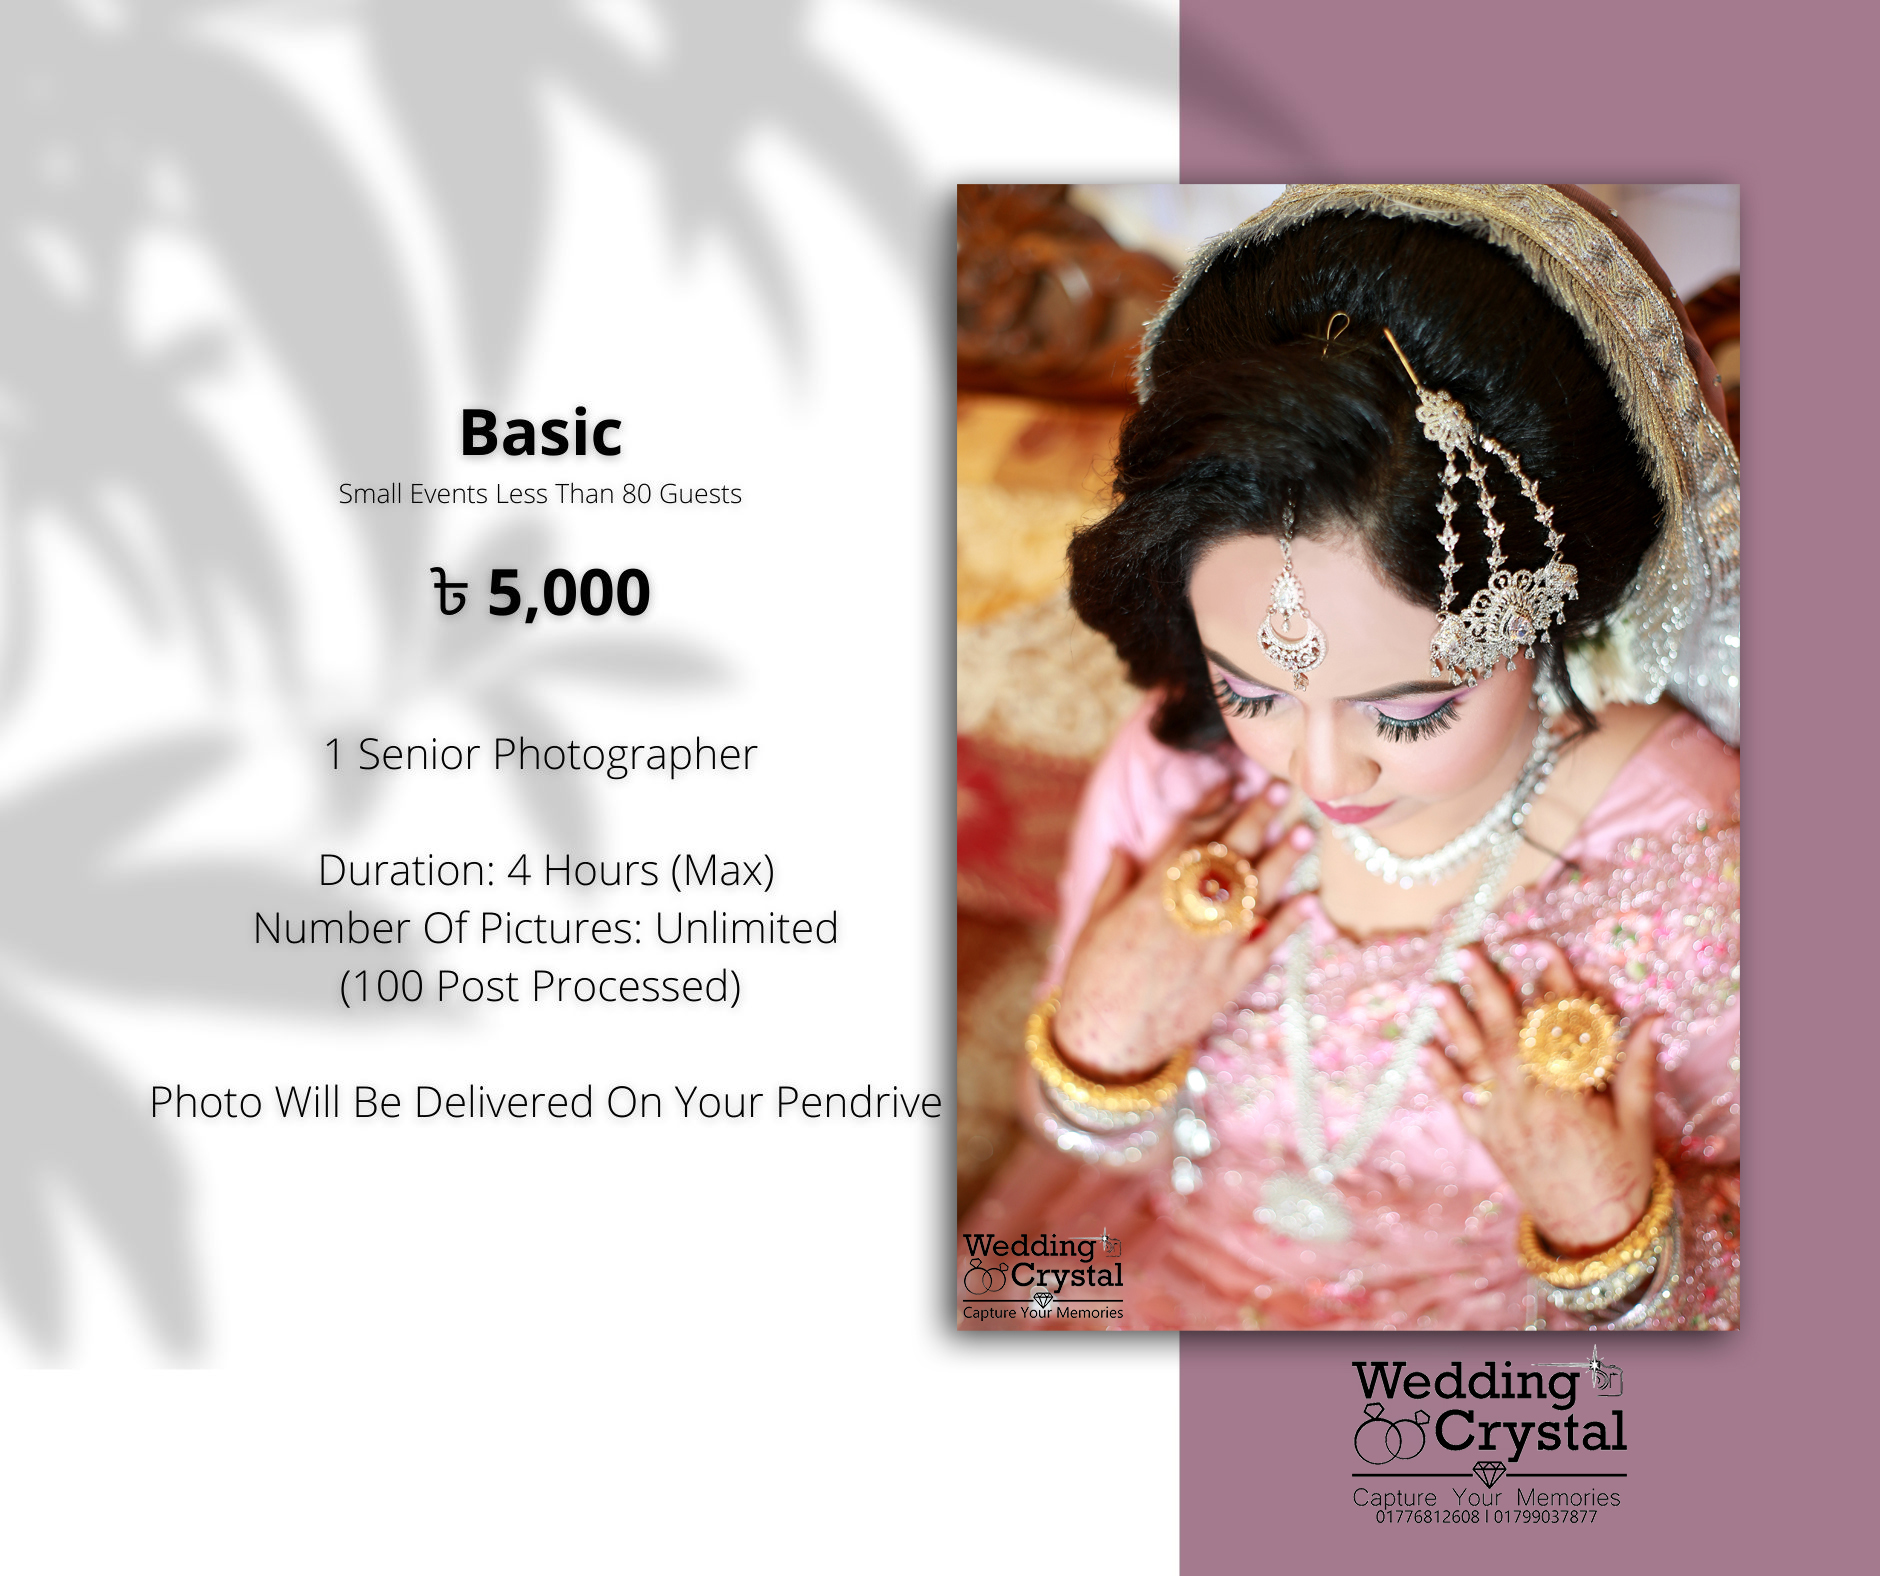 Basic
Small Events Less Than 80 Guests
৳ 5,000
1 Senior Photographer
Duration: 4 Hours (Max)
Number Of Pictures: Unlimited
(100 Post Processed)
Photo Will Be Delivered On Your Pendrive
Wedding
Crystal
Capture Your Memories
Wedding
Crystal
Capture Your Memories
01776812608 | 01799037877